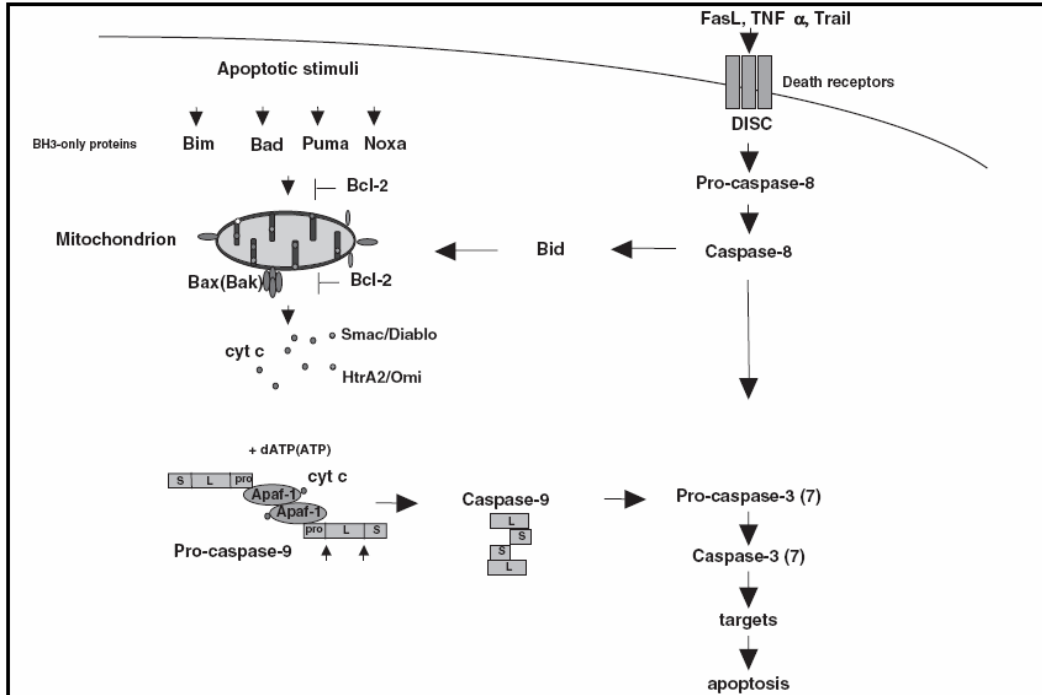 FasL, TNF α, Trail
Apoptotic stimuli
Death receptors
DISC
BH3-only proteins
Bim
Bad
Puma
Noxa
Pro-caspase-8
Bcl-2
Mitochondrion
Bid
Caspase-8
Bax(Bak)
Bcl-2
Smac/Diablo
cyt c
HtrA2/Omi
+ dATP(ATP)
S L pro
cyt c
Apaf-1
Apaf-1
pro L S
Pro-caspase-9
Caspase-9
L
S
S
L
Pro-caspase-3 (7)
Caspase-3 (7)
targets
apoptosis